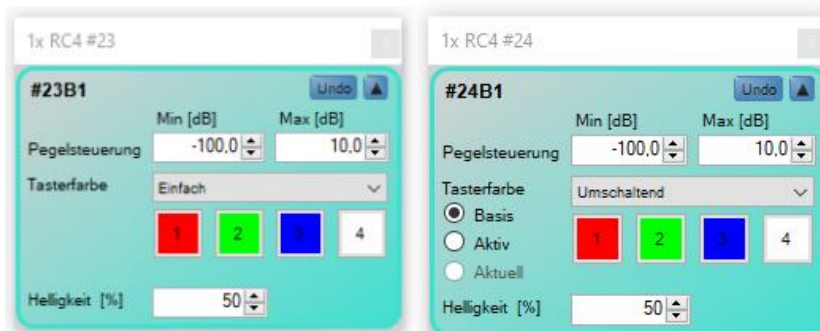 1x RC4 #23
#23B1
Undo
Min [dB] Max [dB]
Pegelsteuerung -100,0 10,0
Tasterfarbe Einfach
1 2 3 4
Helligkeit [%] 50
1x RC4 #24
#24B1
Undo
Min [dB] Max [dB]
Pegelsteuerung -100,0 10,0
Tasterfarbe Umschaltend
Basis
Aktiv
Aktuell
1 2 3 4
Helligkeit [%] 50